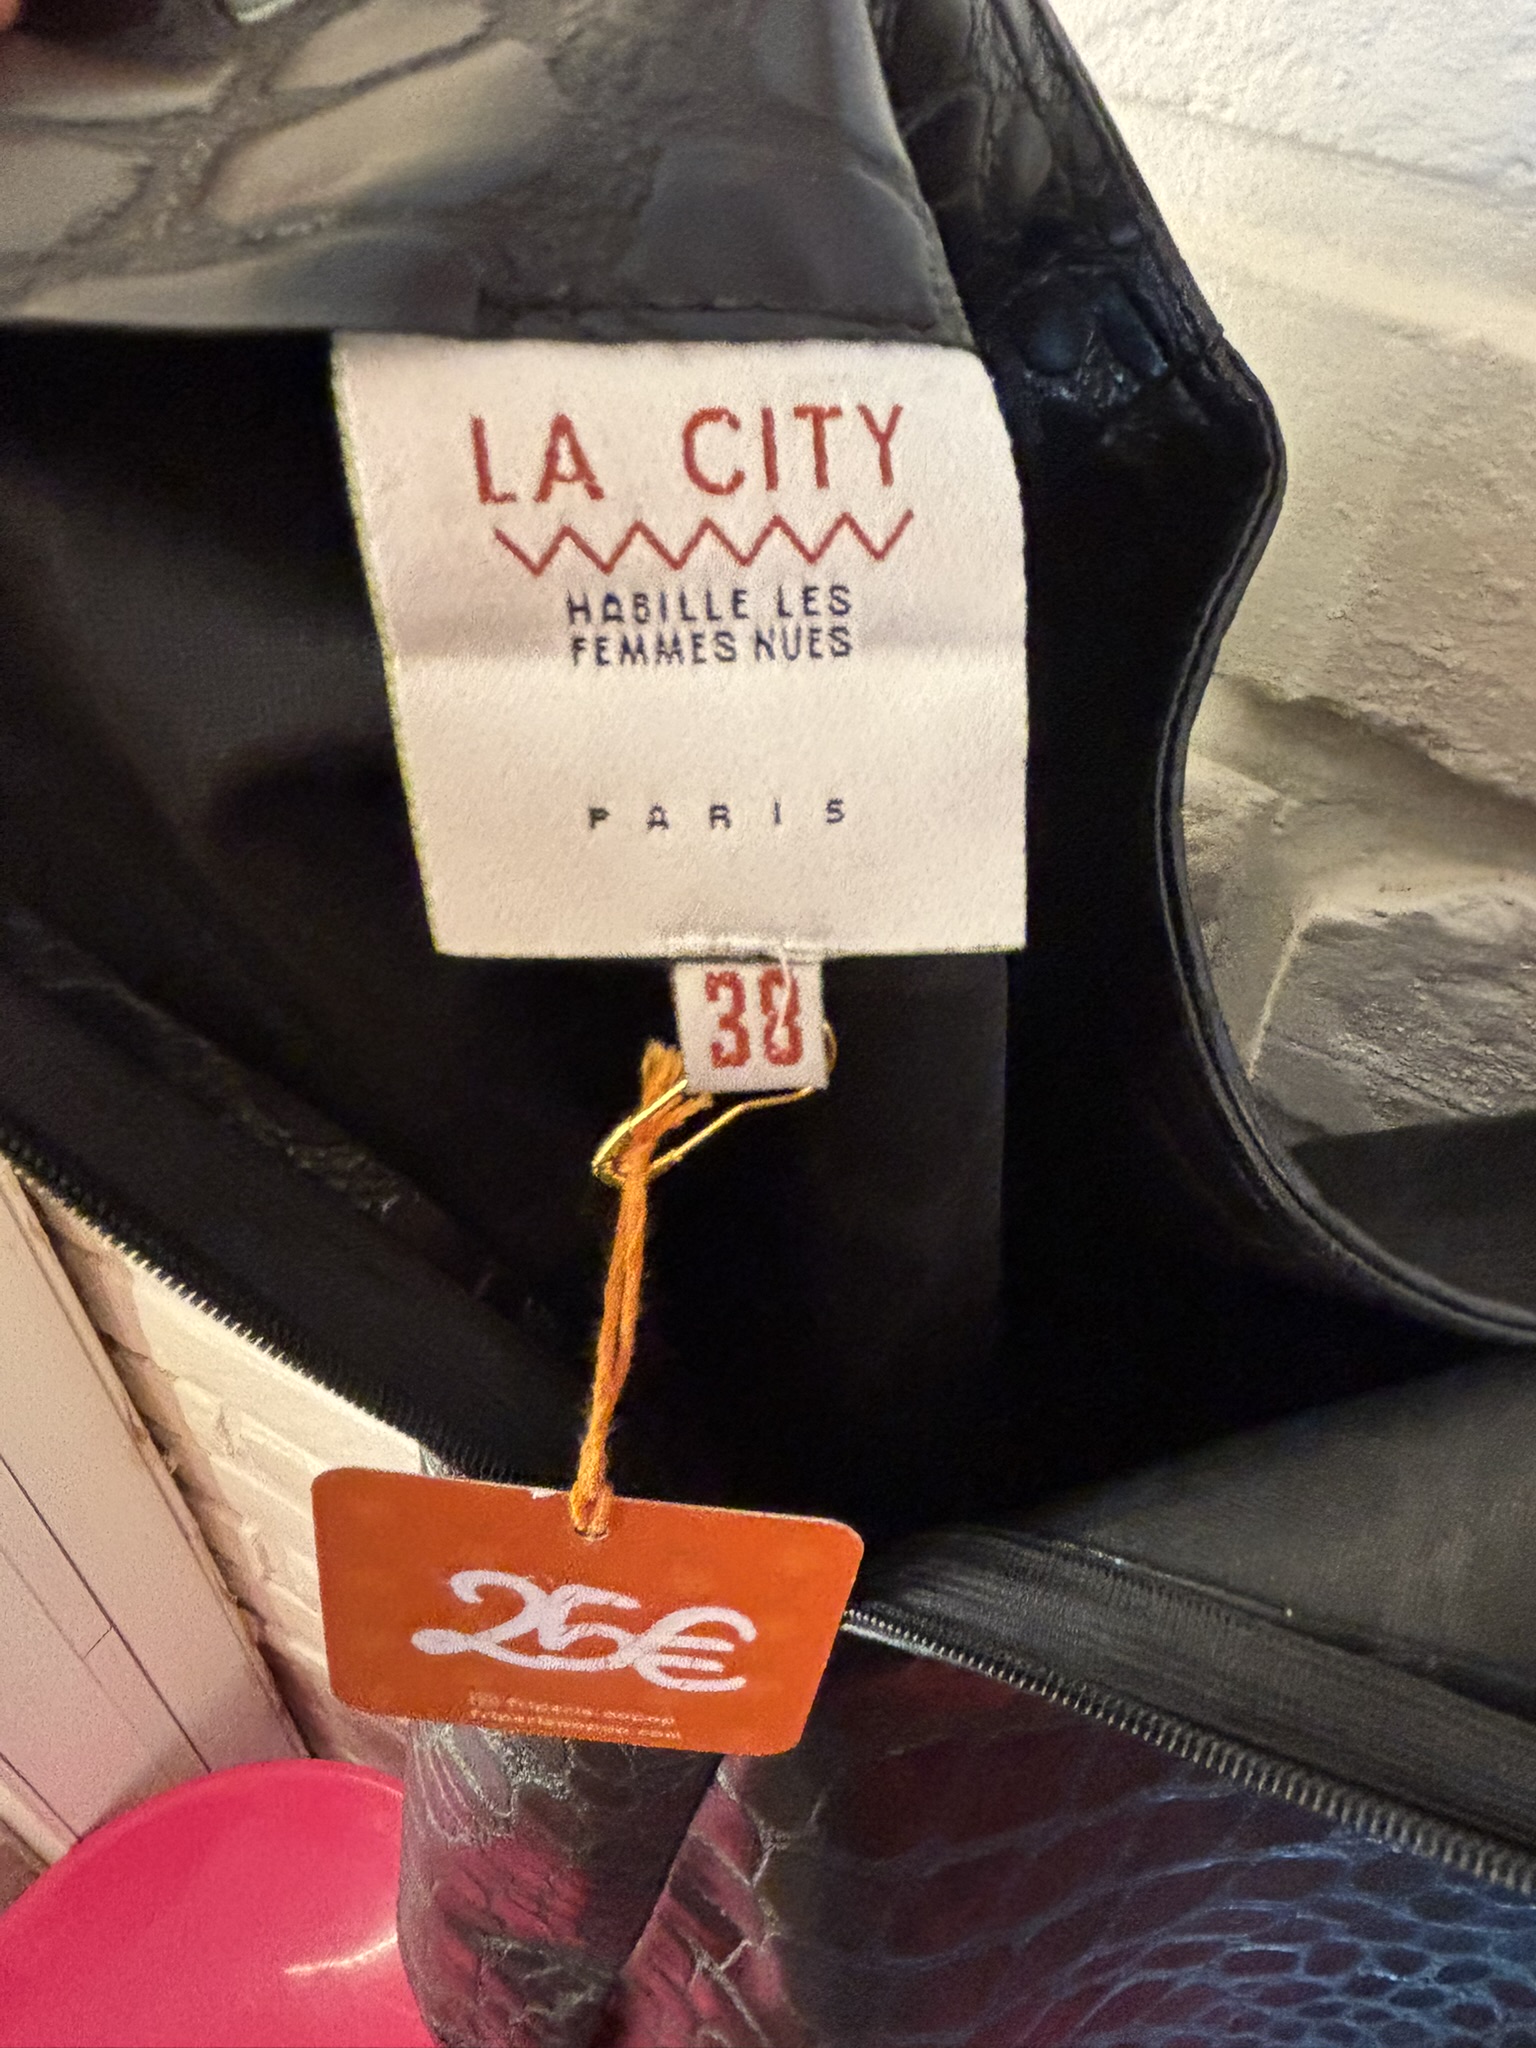 LA CITY
HABILLE LES
FEMMES NUES
PARIS
38
25€